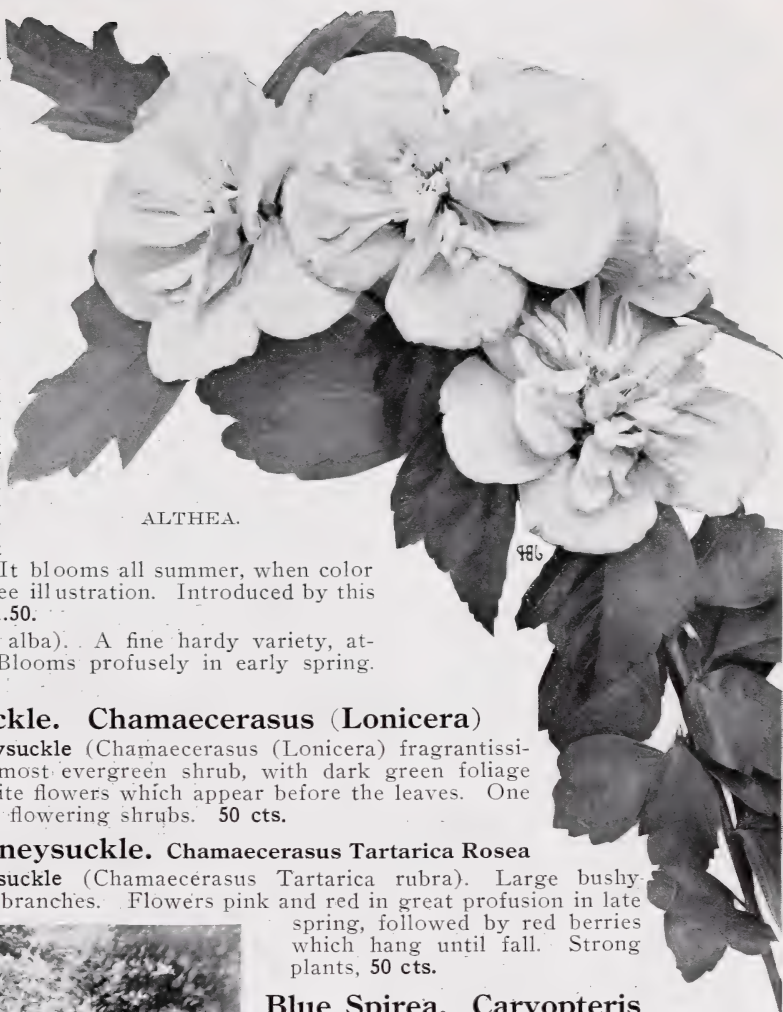 ALTHEA.
It blooms all summer, when color
ee illustration. Introduced by this
.50.
alba). A fine hardy variety, at-
Blooms profusely in early spring.
ckle. Chamaecerasus (Lonicera)
ysuckle (Chamaecerasus (Lonicera) fragrantissi-
most evergreen shrub, with dark green foliage
ite flowers which appear before the leaves. One
flowering shrubs. 50 cts.
neysuckle. Chamaecerasus Tartarica Rosea
suckle (Chamaecerasus Tartarica rubra). Large bushy
branches. Flowers pink and red in great profusion in late
spring, followed by red berries
which hang until fall. Strong
plants, 50 cts.
Blue Spirea. Caryopteris